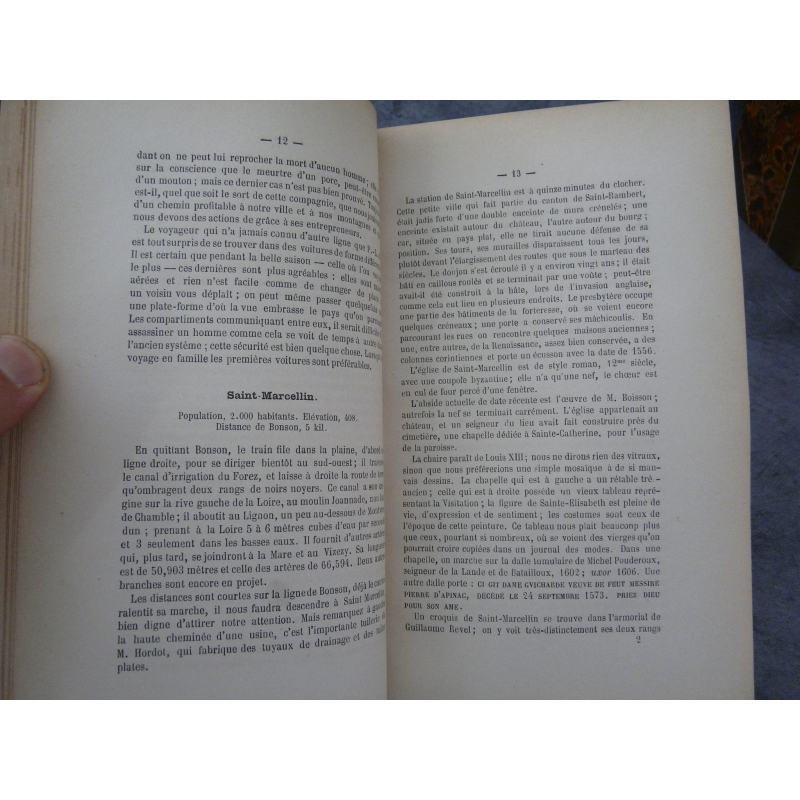 — 12 —
dant on ne peut lui reprocher la mort d'aucun homme; elle
sur la conscience que le meurtre d'un porc, peut-être
d'un mouton; mais ce dernier cas n'est pas bien prouvé.
est-il, quel que soit le sort de cette compagnie, que nous
d'un chemin profitable à notre ville et à nos montagnes
nous devons des actions de grâce à ses entrepreneurs.
Le voyageur qui n'a jamais connu d'autre ligne que
est tout surpris de se trouver dans des voitures de forme
Il est certain que pendant la belle saison — celle où l'on
le plus — ces dernières sont plus agréables: elles sont
aérées et rien n'est facile comme de changer de place
un voisin vous déplait; on peut même passer
une plate-forme d'où la vue embrasse le pays qu'on
Les compartiments communiquant entre eux, il serait
assassiner un homme comme cela se voit de temps à autre
l'ancien système; cette sécurité est bien quelque chose.
voyage en famille les premières voitures sont préférables.
Saint-Marcellin.
Population, 2.000 habitants. Elévation, 408.
Distance de Bonson, 5 kil.
En quittant Bonson, le train file dans la plaine, d'abord
ligne droite, pour se diriger bientôt au sud-ouest; il
le canal d'irrigation du Forez, et laisse à droite la route de
qu'ombragent deux rangs de noirs noyers. Ce canal a son
gine sur la rive gauche de la Loire, au moulin Joannade, non
de Chamble; il aboutit au Lignon, un peu au-dessous de
dun; prenant à la Loire 5 à 6 mètres cubes d'eau par
et 3 seulement dans les basses eaux. Il fournit d'autres artères
qui, plus tard, se joindront à la Mare et au Vizezy. Sa longueur
est de 50,903 mètres et celle des artères de 66,594. Deux
branches sont encore en projet.
Les distances sont courtes sur la ligne de Bonson, déjà le
ralentit sa marche, il nous faudra descendre à Saint Marcellin,
bien digne d'attirer notre attention. Mais remarquez à gauche
la haute cheminée d'une usine, c'est l'importante tuilerie de
M. Hordot, qui fabrique des tuyaux de drainage et des tuiles
plates.
— 13 —
La station de Saint-Marcellin est à quinze minutes du clocher.
Cette petite ville qui fait partie du canton de Saint-Rambert,
était jadis forte d'une double enceinte de murs crénelés; une
enceinte existait autour du château, l'autre autour du bourg;
car, située en pays plat, elle ne tirait aucune défense de sa
position. Ses tours, ses murailles disparaissent tous les jours,
plutôt devant l'élargissement des routes que sous le marteau des
siècles. Le donjon s'est écroulé il y a environ vingt ans; il était
bâti en cailloux roulés et se terminait par une voûte; peut-être
avait-il été construit à la hâte, lors de l'invasion anglaise,
comme cela eut lieu en plusieurs endroits. Le presbytère occupe
une partie des bâtiments de la forteresse, où se voient encore
quelques créneaux; une porte a conservé ses mâchicoulis. En
parcourant les rues on rencontre quelques maisons anciennes;
une, entre autres, de la Renaissance, assez bien conservée, a des
colonnes corintiennes et porte un écusson avec la date de 1556.
L'église de Saint-Marcellin est de style roman, 12me siècle,
avec une coupole byzantine; elle n'a qu'une nef, le chœur est
en cul de four percé d'une fenêtre.
L'abside actuelle de date récente est l'œuvre de M. Boisson;
autrefois la nef se terminait carrément. L'église appartenait au
château, et un seigneur du lieu avait fait construire près du
cimetière, une chapelle dédiée à Sainte-Catherine, pour l'usage
de la paroisse.
La chaire paraît de Louis XIII; nous ne dirons rien des vitraux,
sinon que nous préférerions une simple mosaïque à de si mau-
vais dessins. La chapelle qui est à gauche a un rétable tré -
ancien; celle qui est à droite possède un vieux tableau repré-
sentant la Visitation; la figure de Sainte-Elisabeth est pleine de
vie, d'expression et de sentiment; les costumes sont ceux de
l'époque de cette peinture. Ce tableau nous plait beaucoup plus
que ceux, pourtant si nombreux, où se voient des vierges qu'on
pourrait croire copiées dans un journal des modes. Dans une
chapelle, on marche sur la dalle tumulaire de Michel Pouderoux,
seigneur de la Lande et de Batailloux, 1602; uxor 1606. Une
autre dalle porte: CI GIT DAME GVICHARDE VEUVE DE FEUT MESSIRE
PIERRE D'APINAC, DÉCÈDE LE 24 SEPTEMBRE 1573. PRIEZ DIEU
POUR SON AME.
Un croquis de Saint-Marcellin se trouve dans l'armorial de
Guillaume Revel; on y voit très-distinctement ses deux rangs
2